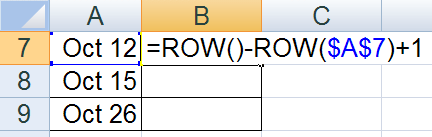 A B C
7 Oct 12 =ROW()-ROW($A$7)+1
8 Oct 15
9 Oct 26